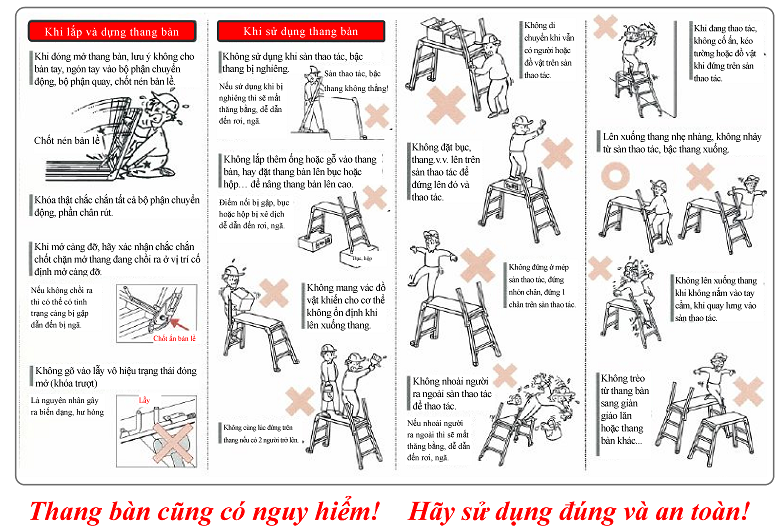 Khi lắp và dựng thang bàn
Khi đóng mở thang bàn, lưu ý không cho
bàn tay, ngón tay vào bộ phận chuyển
động, bộ phận quay, chốt nén bản lề.
Chốt nén bản lề
Khóa thật chắc chắn tất cả bộ phận chuyển
động, phần chân rút.
Khi mở càng đỡ, hãy xác nhận chắc chắn
chốt chặn mở thang đang chồi ra ở vị trí cố
định mở càng đỡ.
Nếu không chồi ra
thì có thể có tình
trạng càng bị gập
dẫn đến bị ngã.
Chốt ấn bản lề
Không gõ vào lẫy vô hiệu trạng thái đóng
mở (khóa trượt)
Là nguyên nhân gây
ra biến dạng, hư hỏng
Lẫy
Khi sử dụng thang bàn
Không sử dụng khi sàn thao tác, bậc
thang bị nghiêng.
Nếu sử dụng khi bị
nghiêng thì sẽ mất
thăng bằng, dễ dẫn
đến rơi, ngã.
Sàn thao tác, bậc
thang không thẳng!
Không lắp thêm ống hoặc gỗ vào thang
bàn, hay đặt thang bàn lên bục hoặc
hộp… để nâng thang bàn lên cao.
Điểm nối bị gập, bục
hoặc hộp bị xê dịch
dễ dẫn đến rơi, ngã.
Bục, hộp
Không mang vác đồ
vật khiến cho cơ thể
không ổn định khi
lên xuống thang.
Không cùng lúc đứng trên
thang nếu có 2 người trở lên.
Không di
chuyển khi vẫn
có người hoặc
đồ vật trên sàn
thao tác.
Không đặt bục,
thang.v.v. lên trên
sàn thao tác để
đứng lên đó và
thao tác.
Không đứng ở mép
sàn thao tác, đứng
nhón chân, đứng 1
chân trên sàn thao tác.
Không nhoài người
ra ngoài sàn thao tác
để thao tác.
Nếu nhoài người
ra ngoài thì sẽ mất
thăng bằng, dễ dẫn
đến rơi, ngã.
Khi đang thao tác,
không cố ấn, kéo
tường hoặc đồ vật
khi đứng trên sàn
thao tác.
Lên xuống thang nhẹ nhàng, không nhảy
từ sàn thao tác, bậc thang xuống.
Không lên xuống thang
khi không nắm vào tay
cầm, khi quay lưng vào
sàn thao tác.
Không trèo
từ thang bàn
sang giàn
giáo lăn
hoặc thang
bàn khác...
Thang bàn cũng có nguy hiểm! Hãy sử dụng đúng và an toàn!